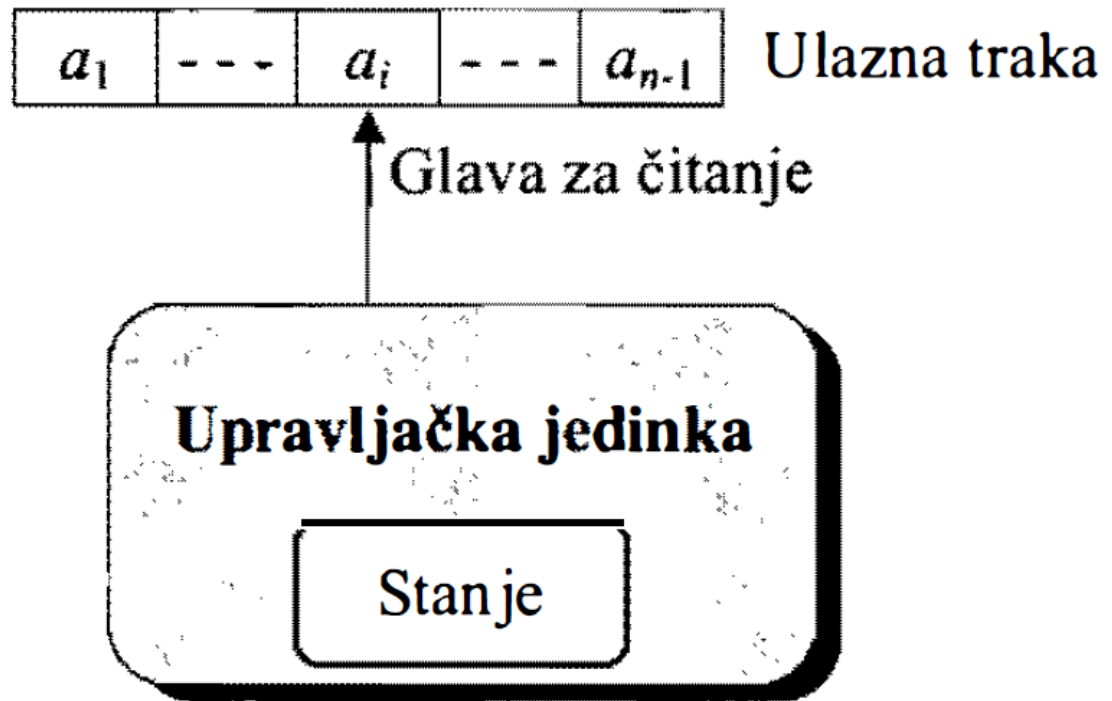 a₁ - - - aᵢ - - - aₙ₋₁ Ulazna traka
Glava za čitanje
Upravljačka jedinka
Stanje